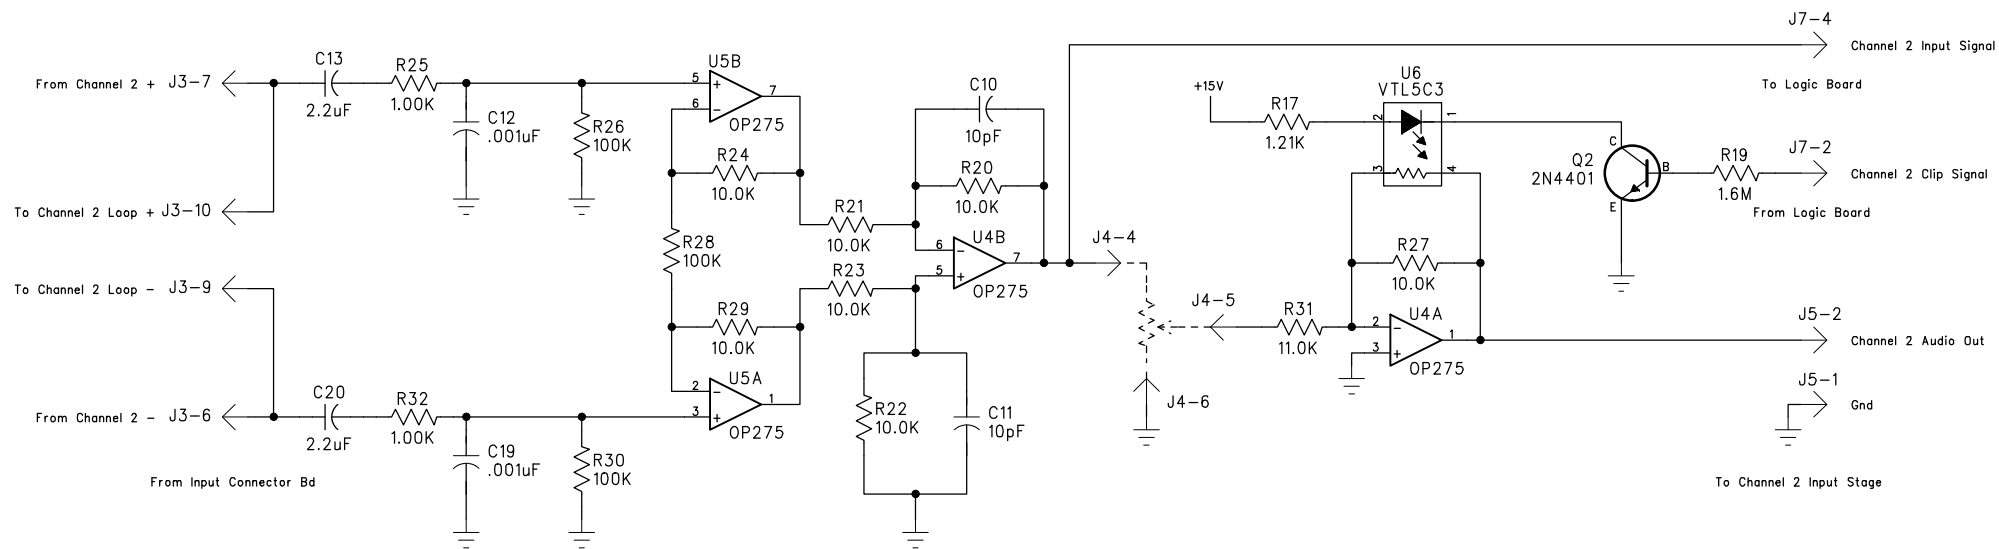 From Channel 2 + J3-7
To Channel 2 Loop + J3-10
To Channel 2 Loop - J3-9
From Channel 2 - J3-6
From Input Connector Bd
C13
2.2uF
R25
1.00K
C12
.001uF
R26
100K
C20
2.2uF
R32
1.00K
C19
.001uF
R30
100K
U5B
5
+
6
-
7
OP275
R24
10.0K
R28
100K
R29
10.0K
U5A
2
-
3
+
1
OP275
R21
10.0K
R23
10.0K
C10
10pF
R20
10.0K
U4B
6
-
5
+
7
OP275
R22
10.0K
C11
10pF
J4-4
J4-5
J4-6
+15V
R17
1.21K
U6
VTL5C3
2
1
3
4
R27
10.0K
R31
11.0K
U4A
2
-
3
+
1
OP275
Q2
2N4401
C
B
E
R19
1.6M
J7-4
Channel 2 Input Signal
To Logic Board
J7-2
Channel 2 Clip Signal
From Logic Board
J5-2
Channel 2 Audio Out
J5-1
Gnd
To Channel 2 Input Stage